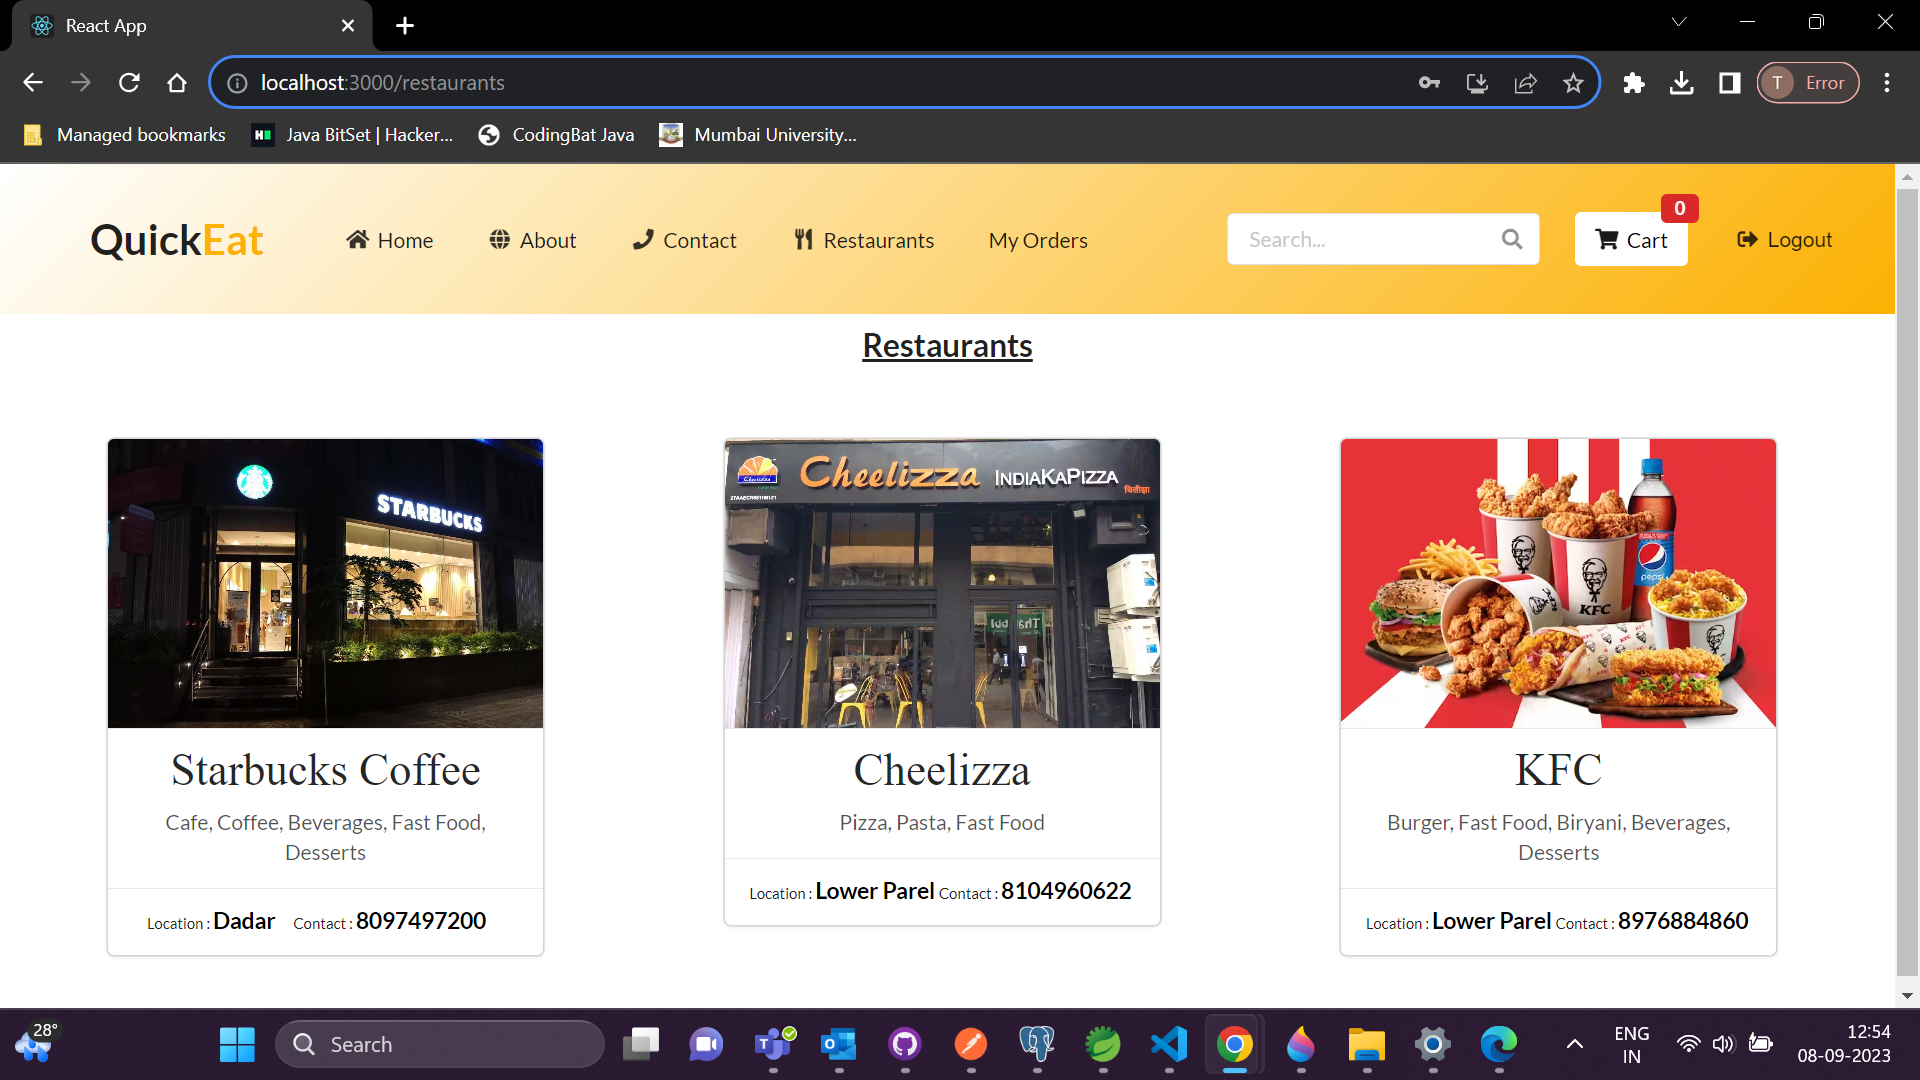 React App
localhost:3000/restaurants
T Error
Managed bookmarks
Java BitSet | Hacker...
CodingBat Java
Mumbai University...
QuickEat
Home
About
Contact
Restaurants
My Orders
Search...
0
Cart
Logout
Restaurants
STARBUCKS
Cheelizza INDIAKAPIZZA
चिलीझा
KFC
pepsi
Starbucks Coffee
Cafe, Coffee, Beverages, Fast Food,
Desserts
Location : Dadar Contact : 8097497200
Cheelizza
Pizza, Pasta, Fast Food
Location : Lower Parel Contact : 8104960622
KFC
Burger, Fast Food, Biryani, Beverages,
Desserts
Location : Lower Parel Contact : 8976884860
28°
Search
ENG
IN
12:54
08-09-2023